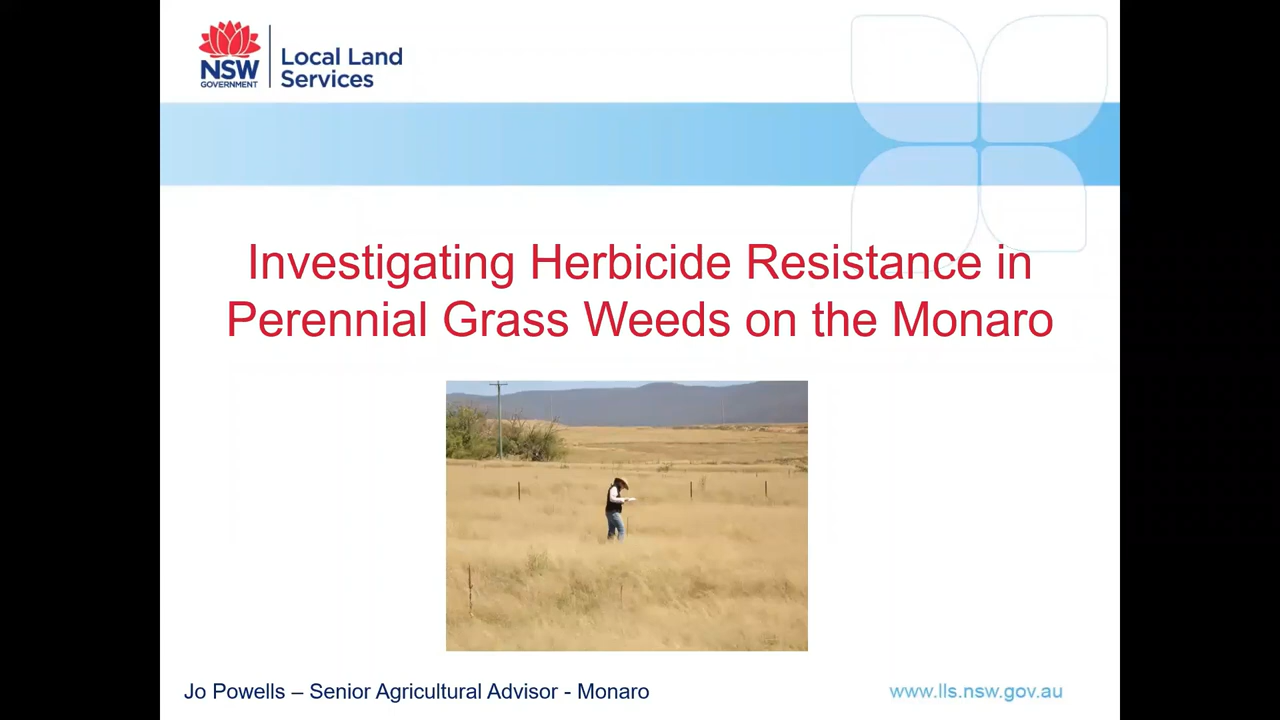 NSW
GOVERNMENT
Local Land
Services
Investigating Herbicide Resistance in
Perennial Grass Weeds on the Monaro
Jo Powells – Senior Agricultural Advisor - Monaro
www.lls.nsw.gov.au